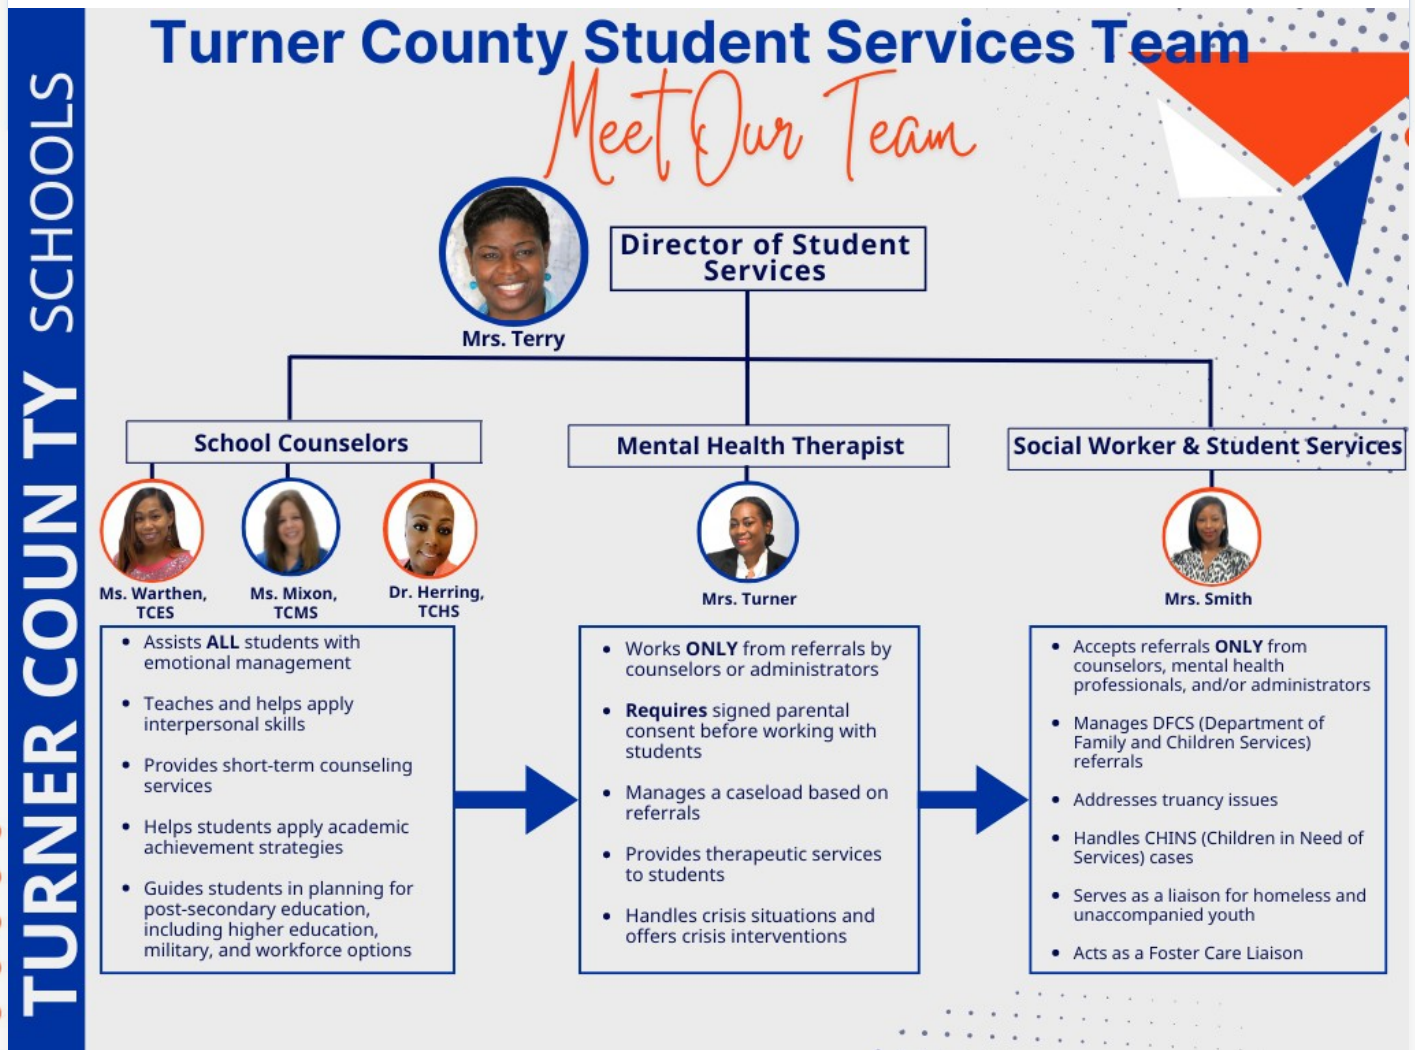 Turner County Student Services Team
Meet Our Team
TURNER COUN TY SCHOOLS
Director of Student
Services
Mrs. Terry
School Counselors
Mental Health Therapist
Social Worker & Student Services
Ms. Warthen,
TCES
Ms. Mixon,
TCMS
Dr. Herring,
TCHS
Mrs. Turner
Mrs. Smith
• Assists ALL students with
emotional management
• Teaches and helps apply
interpersonal skills
• Provides short-term counseling
services
• Helps students apply academic
achievement strategies
• Guides students in planning for
post-secondary education,
including higher education,
military, and workforce options
• Works ONLY from referrals by
counselors or administrators
• Requires signed parental
consent before working with
students
• Manages a caseload based on
referrals
• Provides therapeutic services
to students
• Handles crisis situations and
offers crisis interventions
• Accepts referrals ONLY from
counselors, mental health
professionals, and/or administrators
• Manages DFCS (Department of
Family and Children Services)
referrals
• Addresses truancy issues
• Handles CHINS (Children in Need of
Services) cases
• Serves as a liaison for homeless and
unaccompanied youth
• Acts as a Foster Care Liaison